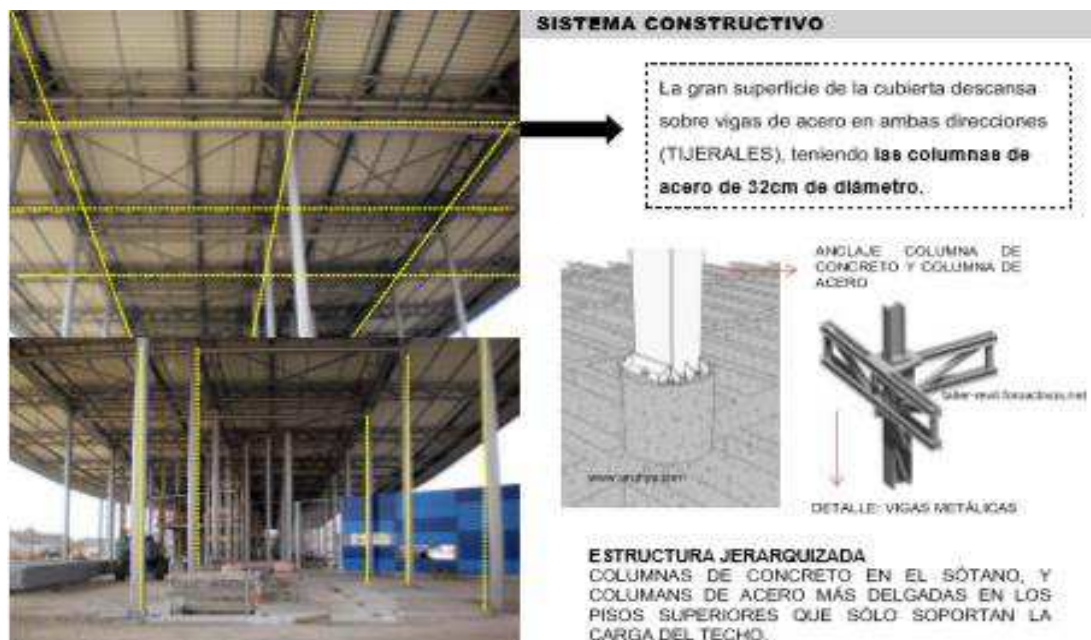 SISTEMA CONSTRUCTIVO
La gran superficie de la cubierta descansa
sobre vigas de acero en ambas direcciones
(TIJERALES), teniendo las columnas de
acero de 32cm de diámetro.
ANCLAJE COLUMNA DE
CONCRETO Y COLUMNA DE
ACERO
www.
DETALLE: VIGAS METÁLICAS
ESTRUCTURA JERARQUIZADA
COLUMNAS DE CONCRETO EN EL SÓTANO, Y
COLUMANS DE ACERO MÁS DELGADAS EN LOS
PISOS SUPERIORES QUE SÓLO SOPORTAN LA
CARGA DEL TECHO.